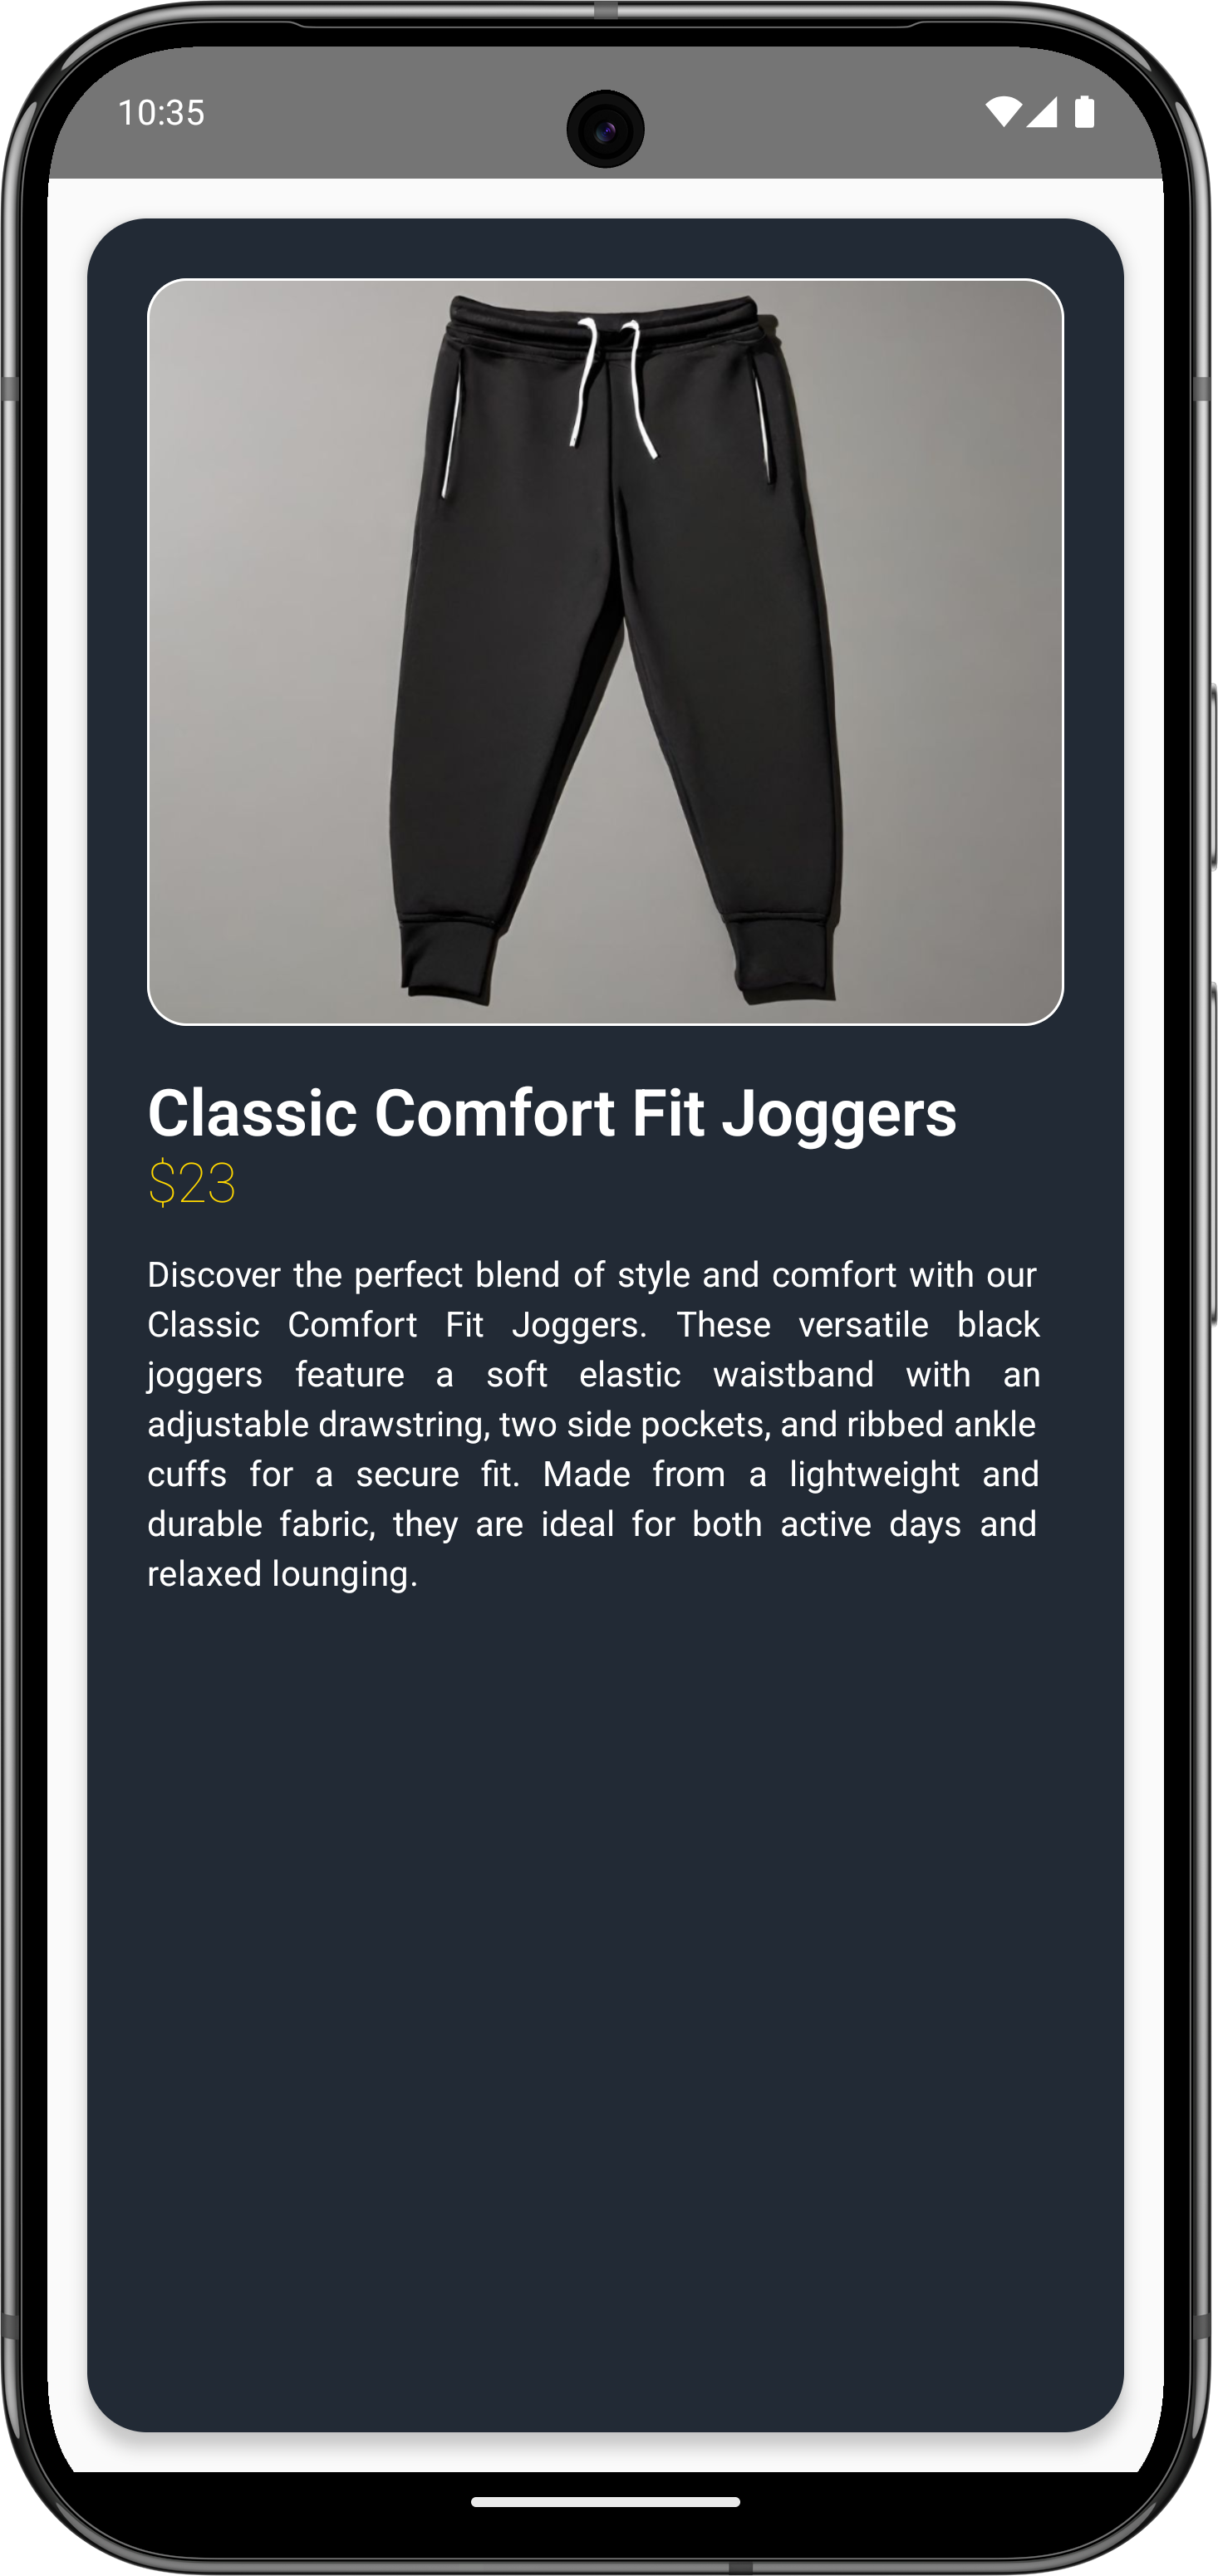 10:35
Classic Comfort Fit Joggers
$23
Discover the perfect blend of style and comfort with our
Classic Comfort Fit Joggers. These versatile black
joggers feature a soft elastic waistband with an
adjustable drawstring, two side pockets, and ribbed ankle
cuffs for a secure fit. Made from a lightweight and
durable fabric, they are ideal for both active days and
relaxed lounging.